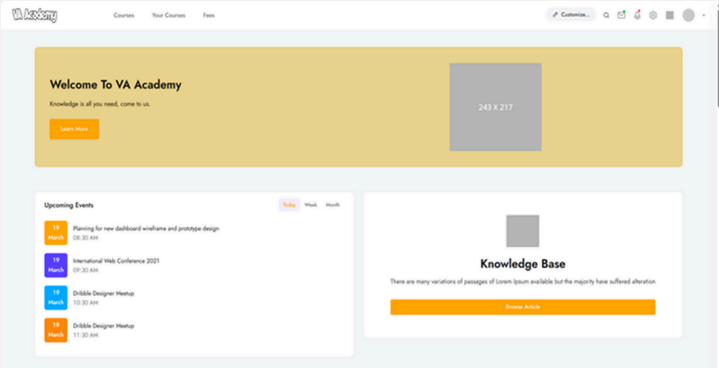 VA Academy
Courses Your Courses Fees Customize...
Welcome To VA Academy
Knowledge is all you need, come to us.
Learn More
243 X 217
Upcoming Events Today Week Month
19 March
Planning for new dashboard wireframe and prototype design
08:30 AM
19 March
International Web Conference 2021
09:30 AM
19 March
Dribble Designer Meetup
10:30 AM
19 March
Dribble Designer Meetup
11:30 AM
Knowledge Base
There are many variations of passages of Lorem Ipsum available but the majority have suffered alteration
Browse Article